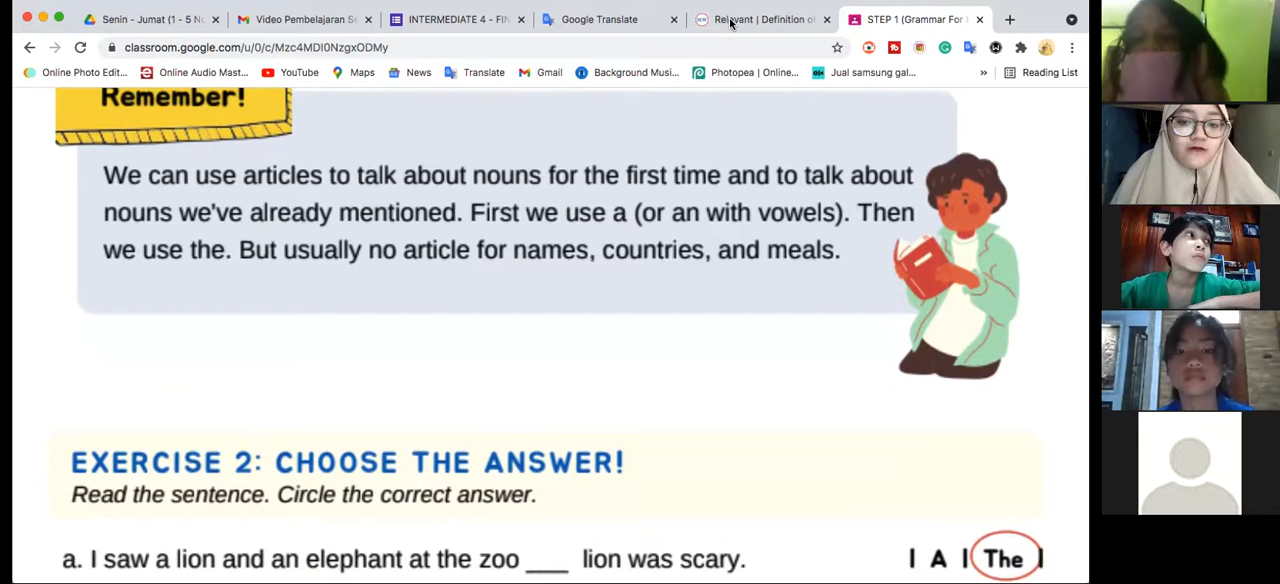 Senin - Jumat (1 - 5 No
Video Pembelajaran Se
INTERMEDIATE 4 - FIN
Google Translate
Relevant | Definition of
STEP 1 (Grammar For
classroom.google.com/u/0/c/Mzc4MDI0NzgxODMy
Online Photo Edit...
Online Audio Mast...
YouTube
Maps
News
Translate
Gmail
Background Musi...
Photopea | Online...
Jual samsung gal...
»
Reading List
Remember!
We can use articles to talk about nouns for the first time and to talk about
nouns we've already mentioned. First we use a (or an with vowels). Then
we use the. But usually no article for names, countries, and meals.
EXERCISE 2: CHOOSE THE ANSWER!
Read the sentence. Circle the correct answer.
a. I saw a lion and an elephant at the zoo ___ lion was scary. | A | The |